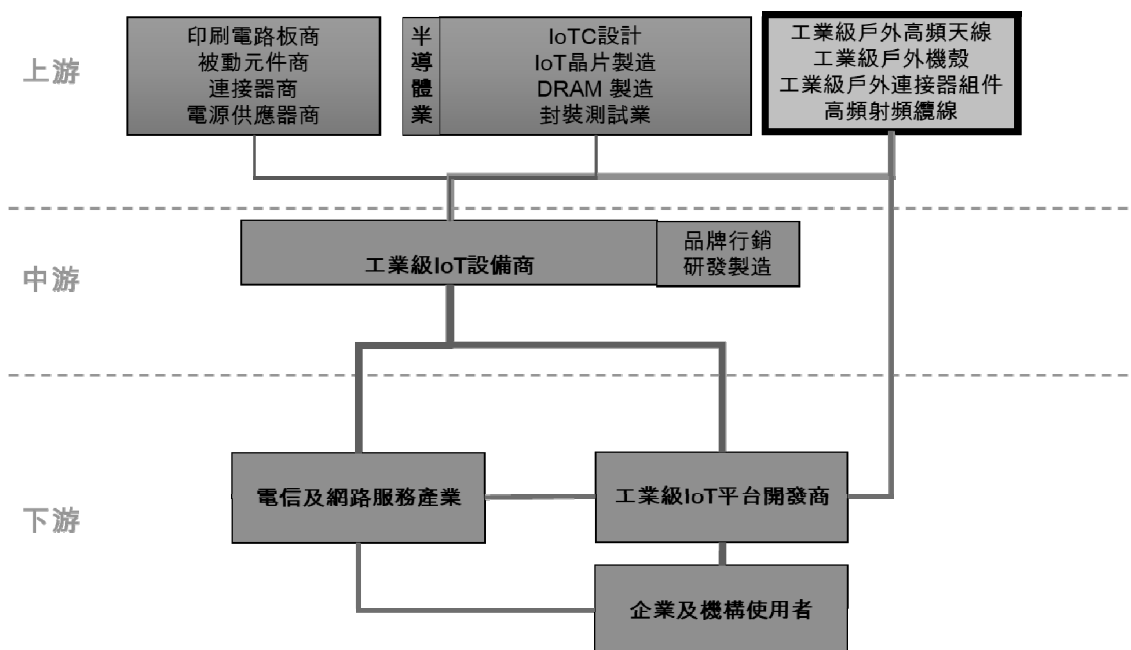 上游
印刷電路板商
被動元件商
連接器商
電源供應器商
半
導
體
業
IoTC設計
IoT晶片製造
DRAM 製造
封裝測試業
工業級戶外高頻天線
工業級戶外機殼
工業級戶外連接器組件
高頻射頻纜線
中游
工業級IoT設備商
品牌行銷
研發製造
下游
電信及網路服務產業
工業級IoT平台開發商
企業及機構使用者